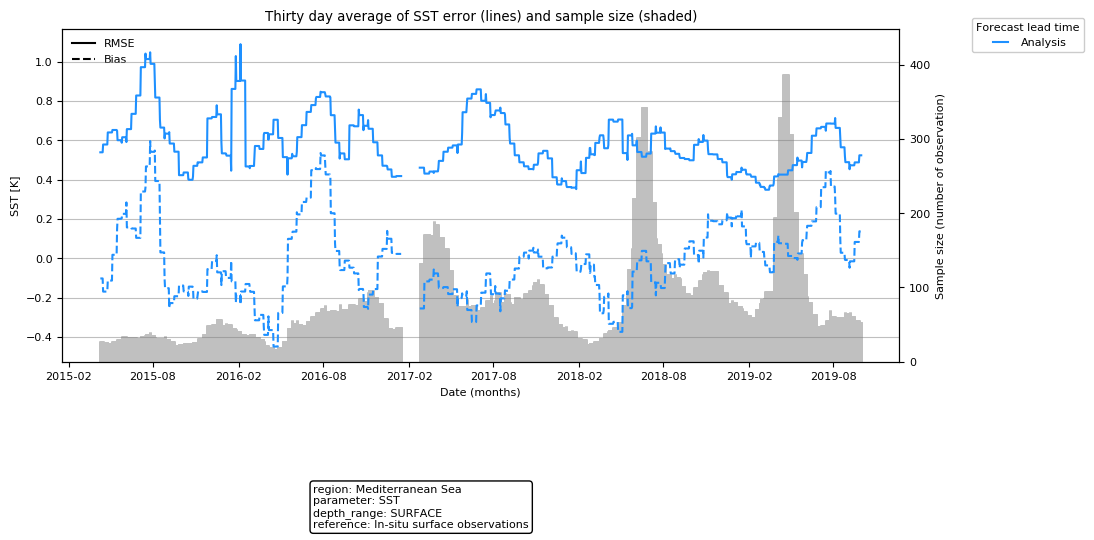 Thirty day average of SST error (lines) and sample size (shaded)
Forecast lead time
Analysis
RMSE
Bias
1.0
0.8
0.6
0.4
0.2
0.0
−0.2
−0.4
SST [K]
400
300
200
100
0
Sample size (number of observation)
2015-02 2015-08 2016-02 2016-08 2017-02 2017-08 2018-02 2018-08 2019-02 2019-08
Date (months)
region: Mediterranean Sea
parameter: SST
depth_range: SURFACE
reference: In-situ surface observations